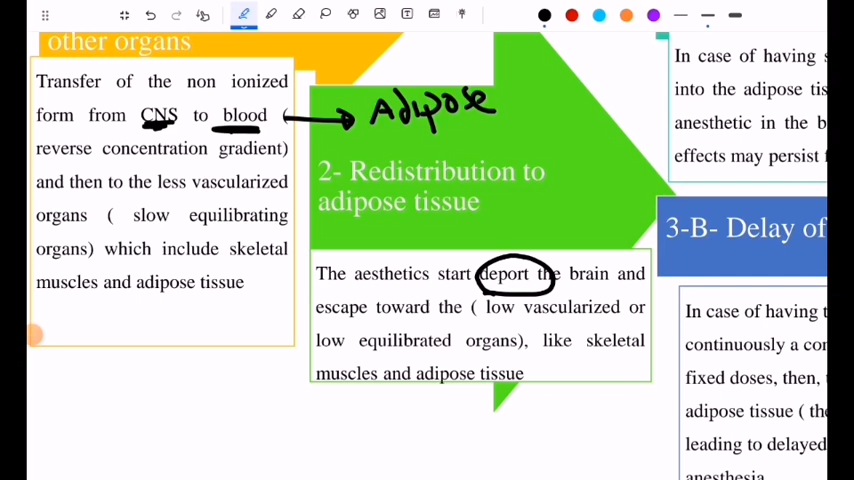 other organs
Transfer of the non ionized
form from CNS to blood (
reverse concentration gradient)
and then to the less vascularized
organs ( slow equilibrating
organs) which include skeletal
muscles and adipose tissue
Adipose
2- Redistribution to
adipose tissue
The aesthetics start deport the brain and
escape toward the ( low vascularized or
low equilibrated organs), like skeletal
muscles and adipose tissue
In case of having s
into the adipose tis
anesthetic in the b
effects may persist f
3-B- Delay of
In case of having t
continuously a con
fixed doses, then,
adipose tissue ( the
leading to delayed
anesthesia